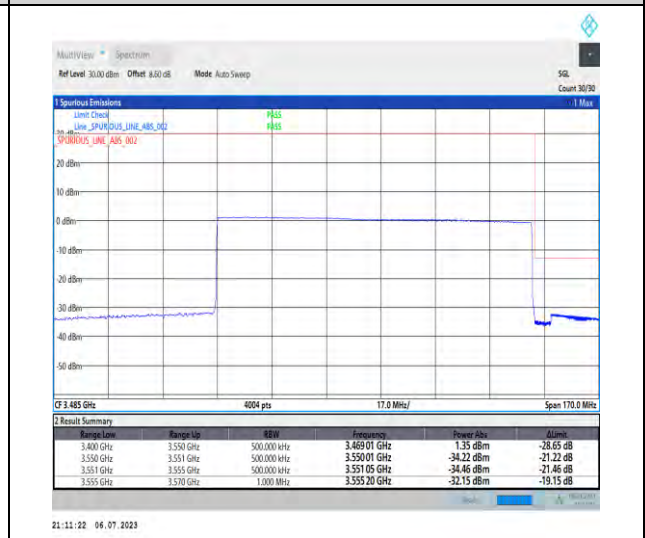 MultiView Spectrum
Ref Level 30.00 dBm Offset 8.60 dB Mode Auto Sweep SGL
Count 30/30
1 Spurious Emissions 1 Max
Limit Check PASS
Line _SPURIOUS_LINE_ABS_002 PASS
_SPURIOUS_LINE_ABS_002
20 dBm
10 dBm
0 dBm
-10 dBm
-20 dBm
-30 dBm
-40 dBm
-50 dBm
CF 3.485 GHz 4004 pts 17.0 MHz/ Span 170.0 MHz
2 Result Summary
Range Low Range Up RBW Frequency Power Abs ΔLimit
3.400 GHz 3.550 GHz 500.000 kHz 3.469 01 GHz 1.35 dBm -28.65 dB
3.550 GHz 3.551 GHz 500.000 kHz 3.550 01 GHz -34.22 dBm -21.22 dB
3.551 GHz 3.555 GHz 500.000 kHz 3.551 05 GHz -34.46 dBm -21.46 dB
3.555 GHz 3.570 GHz 1.000 MHz 3.555 20 GHz -32.15 dBm -19.15 dB
21:11:22 06.07.2023